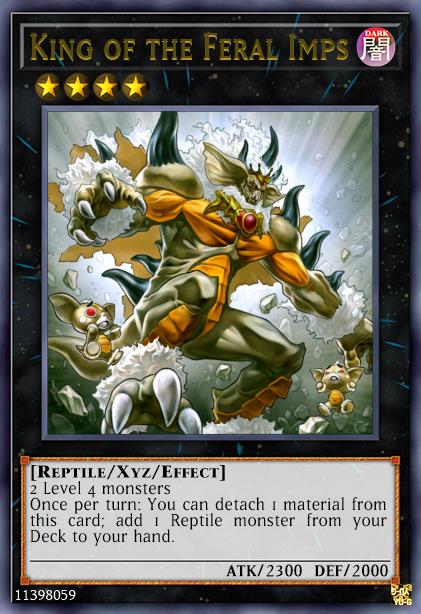 King of the Feral Imps
DARK
闇
[Reptile/Xyz/Effect]
2 Level 4 monsters
Once per turn: You can detach 1 material from
this card; add 1 Reptile monster from your
Deck to your hand.
ATK/2300 DEF/2000
11398059